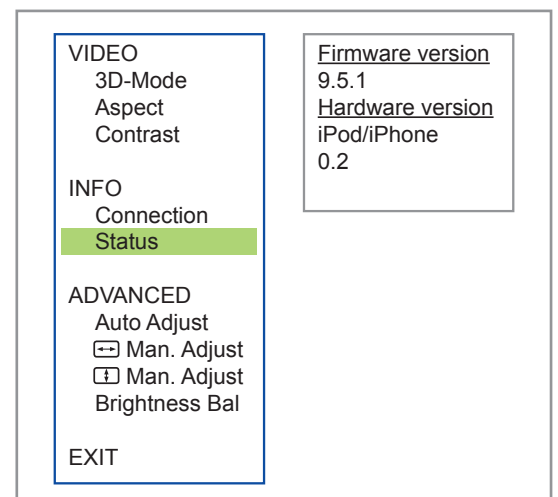 VIDEO
3D-Mode
Aspect
Contrast
INFO
Connection
Status
ADVANCED
Auto Adjust
Man. Adjust
Man. Adjust
Brightness Bal
EXIT
Firmware version
9.5.1
Hardware version
iPod/iPhone
0.2